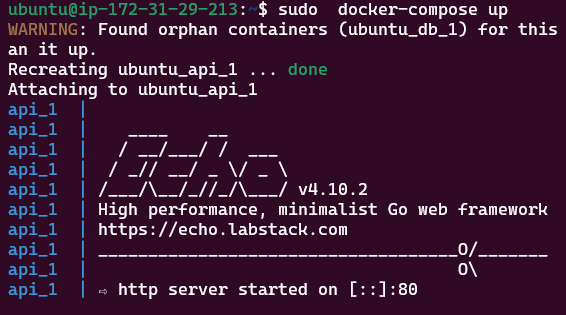 ubuntu@ip-172-31-29-213:~$ sudo  docker-compose up
WARNING: Found orphan containers (ubuntu_db_1) for this
an it up.
Recreating ubuntu_api_1 ... done
Attaching to ubuntu_api_1
api_1  |
api_1  |    ____    __
api_1  |   / __/___/ /  ___
api_1  |  / _// __/ _ \/ _ \
api_1  | /___/\__/_//_/\___/ v4.10.2
api_1  | High performance, minimalist Go web framework
api_1  | https://echo.labstack.com
api_1  | ____________________________________O/_______
api_1  |                                     O\
api_1  | ⇨ http server started on [::]:80